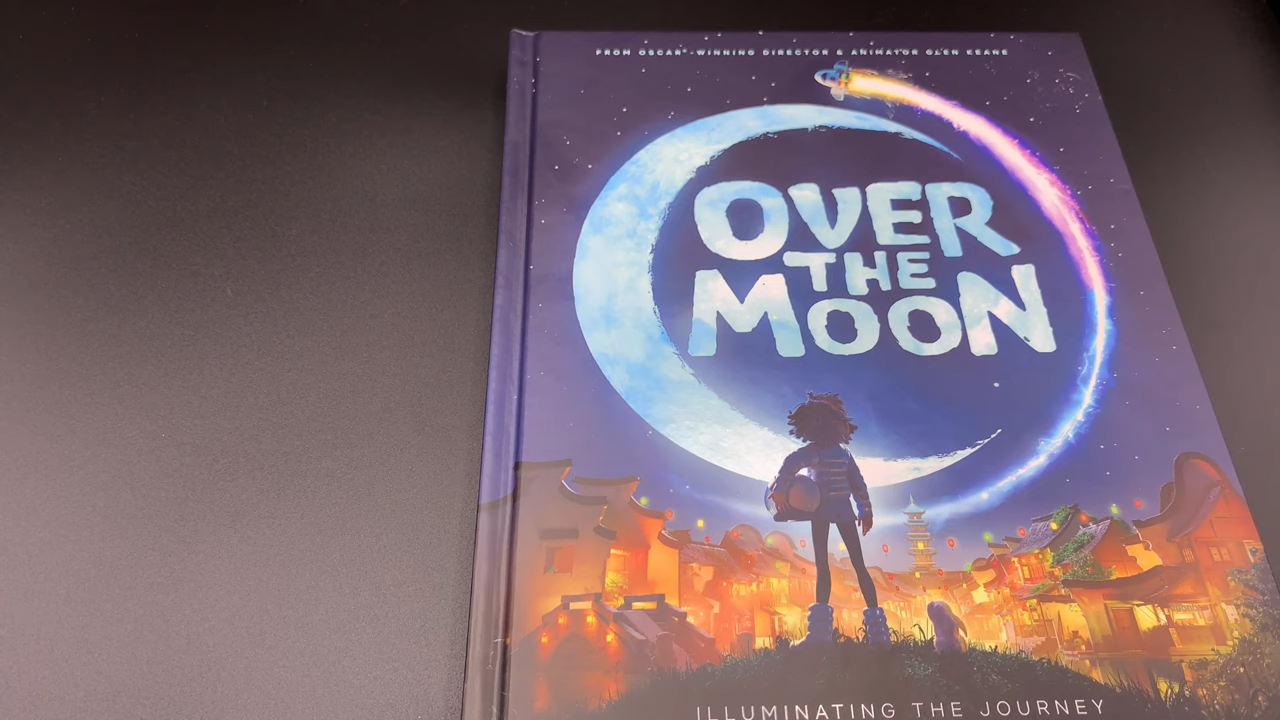 FROM OSCAR®-WINNING DIRECTOR & ANIMATOR GLEN KEANE
OVER
THE
MOON
ILLUMINATING THE JOURNEY